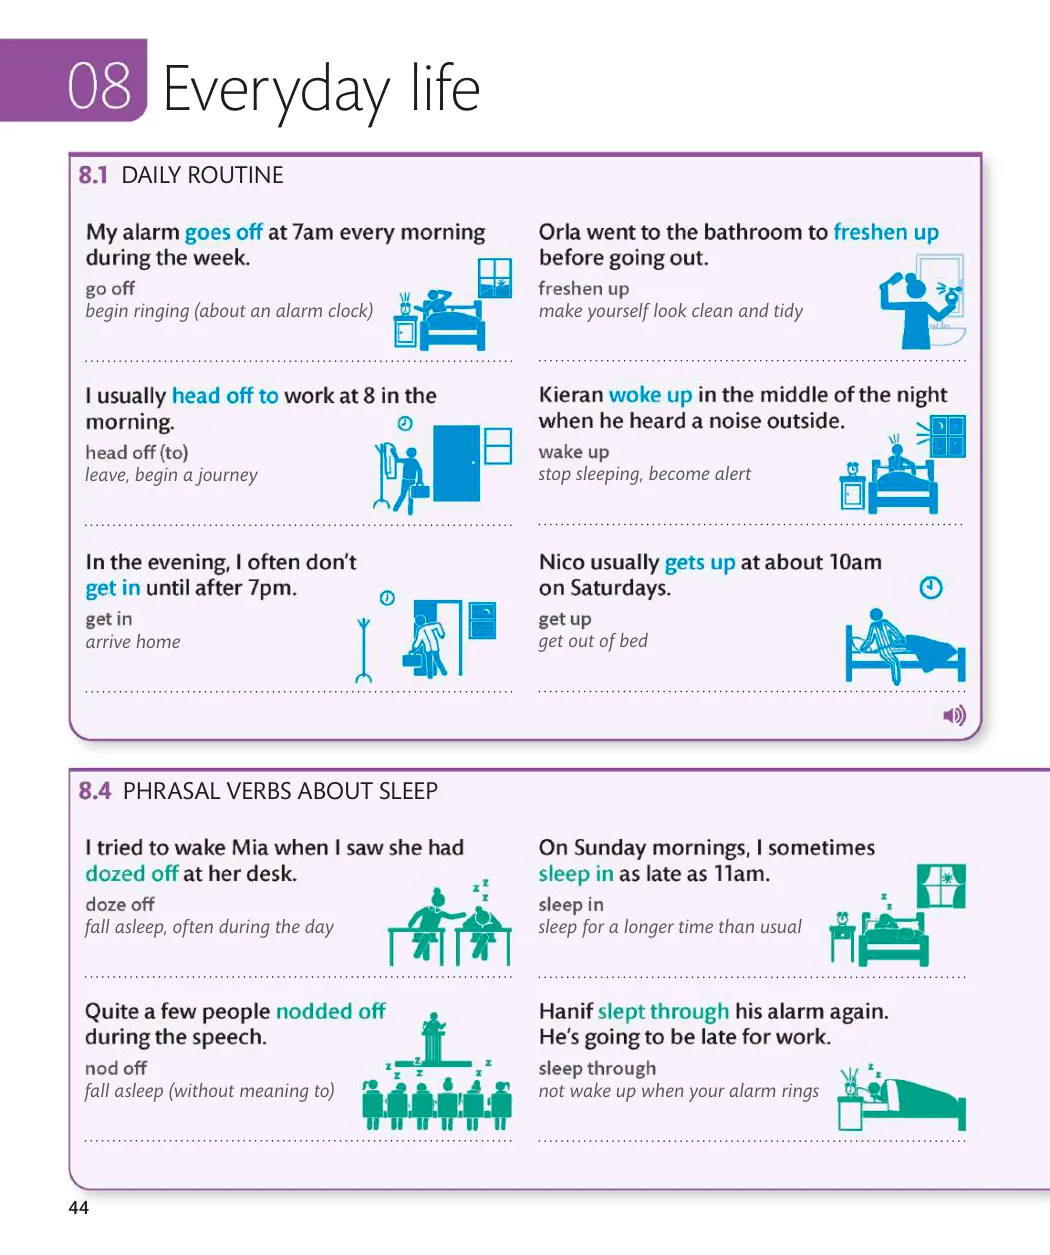 08 Everyday life
8.1 DAILY ROUTINE
My alarm goes off at 7am every morning
during the week.
go off
begin ringing (about an alarm clock)
Orla went to the bathroom to freshen up
before going out.
freshen up
make yourself look clean and tidy
I usually head off to work at 8 in the
morning.
head off (to)
leave, begin a journey
Kieran woke up in the middle of the night
when he heard a noise outside.
wake up
stop sleeping, become alert
In the evening, I often don't
get in until after 7pm.
get in
arrive home
Nico usually gets up at about 10am
on Saturdays.
get up
get out of bed
8.4 PHRASAL VERBS ABOUT SLEEP
I tried to wake Mia when I saw she had
dozed off at her desk.
doze off
fall asleep, often during the day
z z
z
On Sunday mornings, I sometimes
sleep in as late as 11am.
sleep in
sleep for a longer time than usual
z
z
Quite a few people nodded off
during the speech.
nod off
fall asleep (without meaning to)
z z z z z z
Hanif slept through his alarm again.
He's going to be late for work.
sleep through
not wake up when your alarm rings
z
z
44